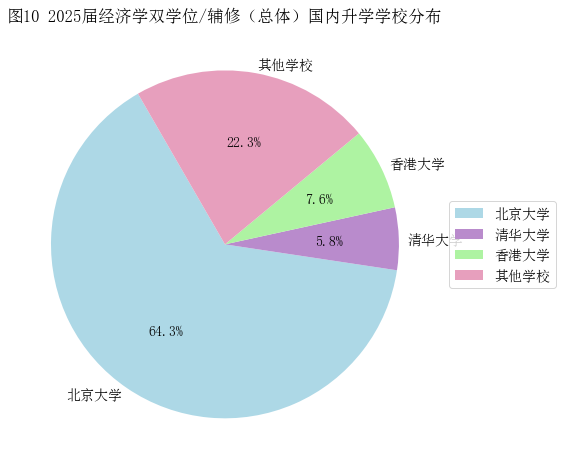 图10 2025届经济学双学位/辅修（总体）国内升学学校分布
其他学校
22.3%
香港大学
7.6%
清华大学
5.8%
64.3%
北京大学
北京大学
清华大学
香港大学
其他学校